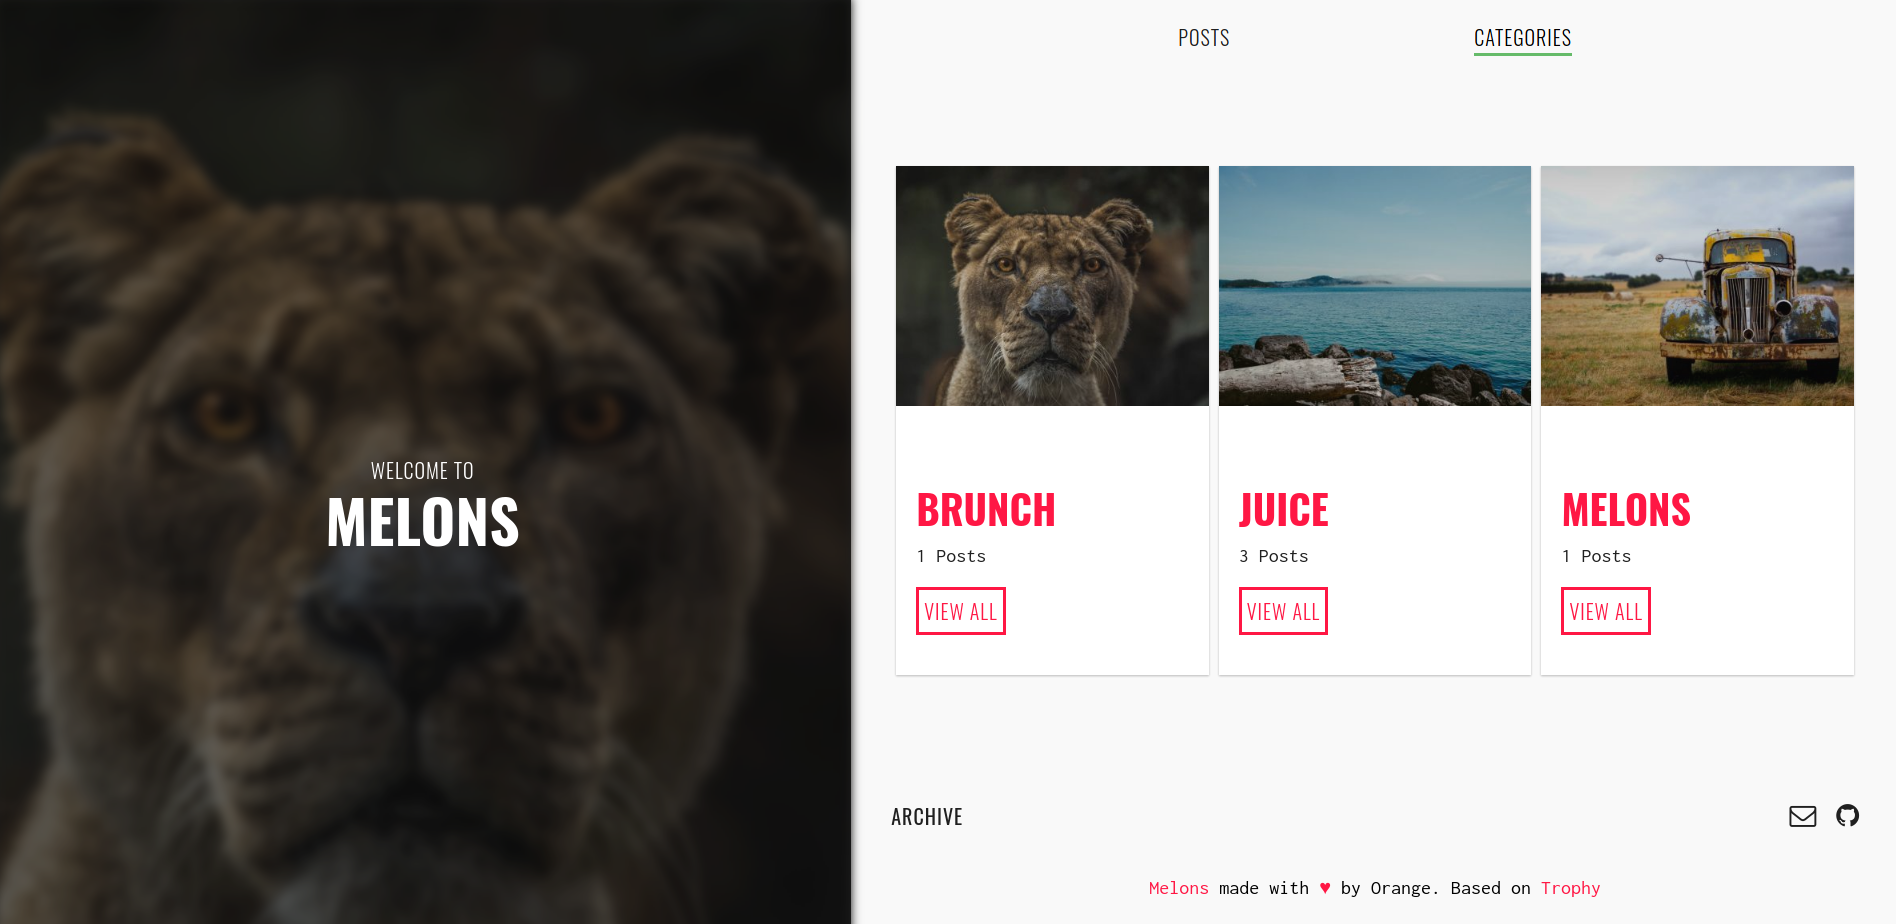 WELCOME TO
MELONS
POSTS
CATEGORIES
BRUNCH
1 Posts
VIEW ALL
JUICE
3 Posts
VIEW ALL
MELONS
1 Posts
VIEW ALL
ARCHIVE
Melons made with ♥ by Orange. Based on Trophy